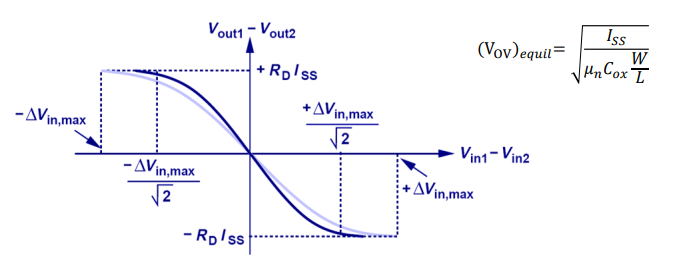 Vout1 − Vout2
(VOV)equil= √(ISS / (μnCox W/L))
+ RD ISS
− ΔVin,max
+ ΔVin,max / √2
Vin1 − Vin2
− ΔVin,max / √2
+ ΔVin,max
− RD ISS